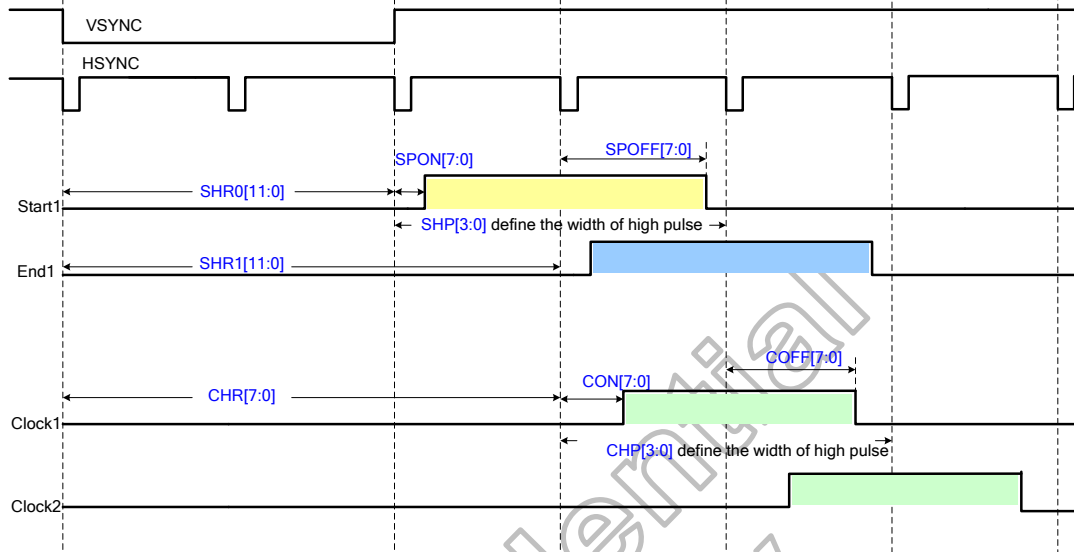 VSYNC
HSYNC
SPON[7:0]
SPOFF[7:0]
SHR0[11:0]
Start1
SHP[3:0] define the width of high pulse
SHR1[11:0]
End1
COFF[7:0]
CON[7:0]
CHR[7:0]
Clock1
CHP[3:0] define the width of high pulse
Clock2
dential